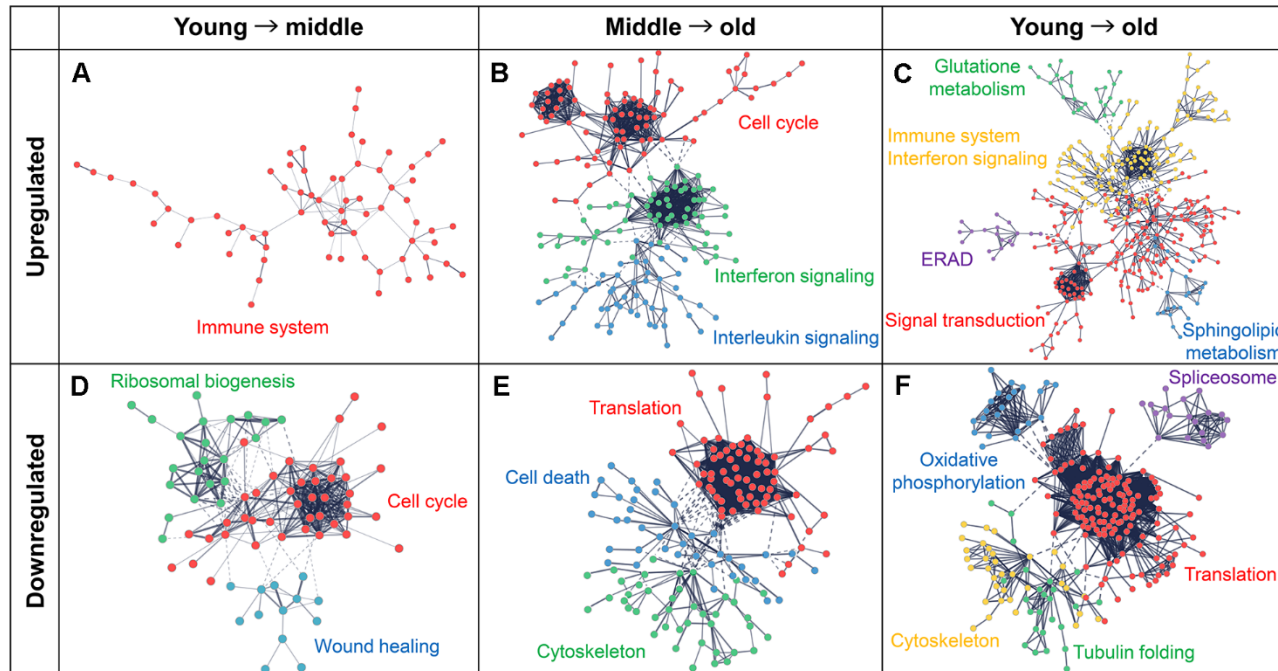 Young → middle
Middle → old
Young → old
Upregulated
A
Immune system
B
Cell cycle
Interferon signaling
Interleukin signaling
C
Glutatione
metabolism
Immune system
Interferon signaling
ERAD
Signal transduction
Sphingolipid
metabolism
Downregulated
D
Ribosomal biogenesis
Cell cycle
Wound healing
E
Translation
Cell death
Cytoskeleton
F
Spliceosome
Oxidative
phosphorylation
Translation
Cytoskeleton
Tubulin folding